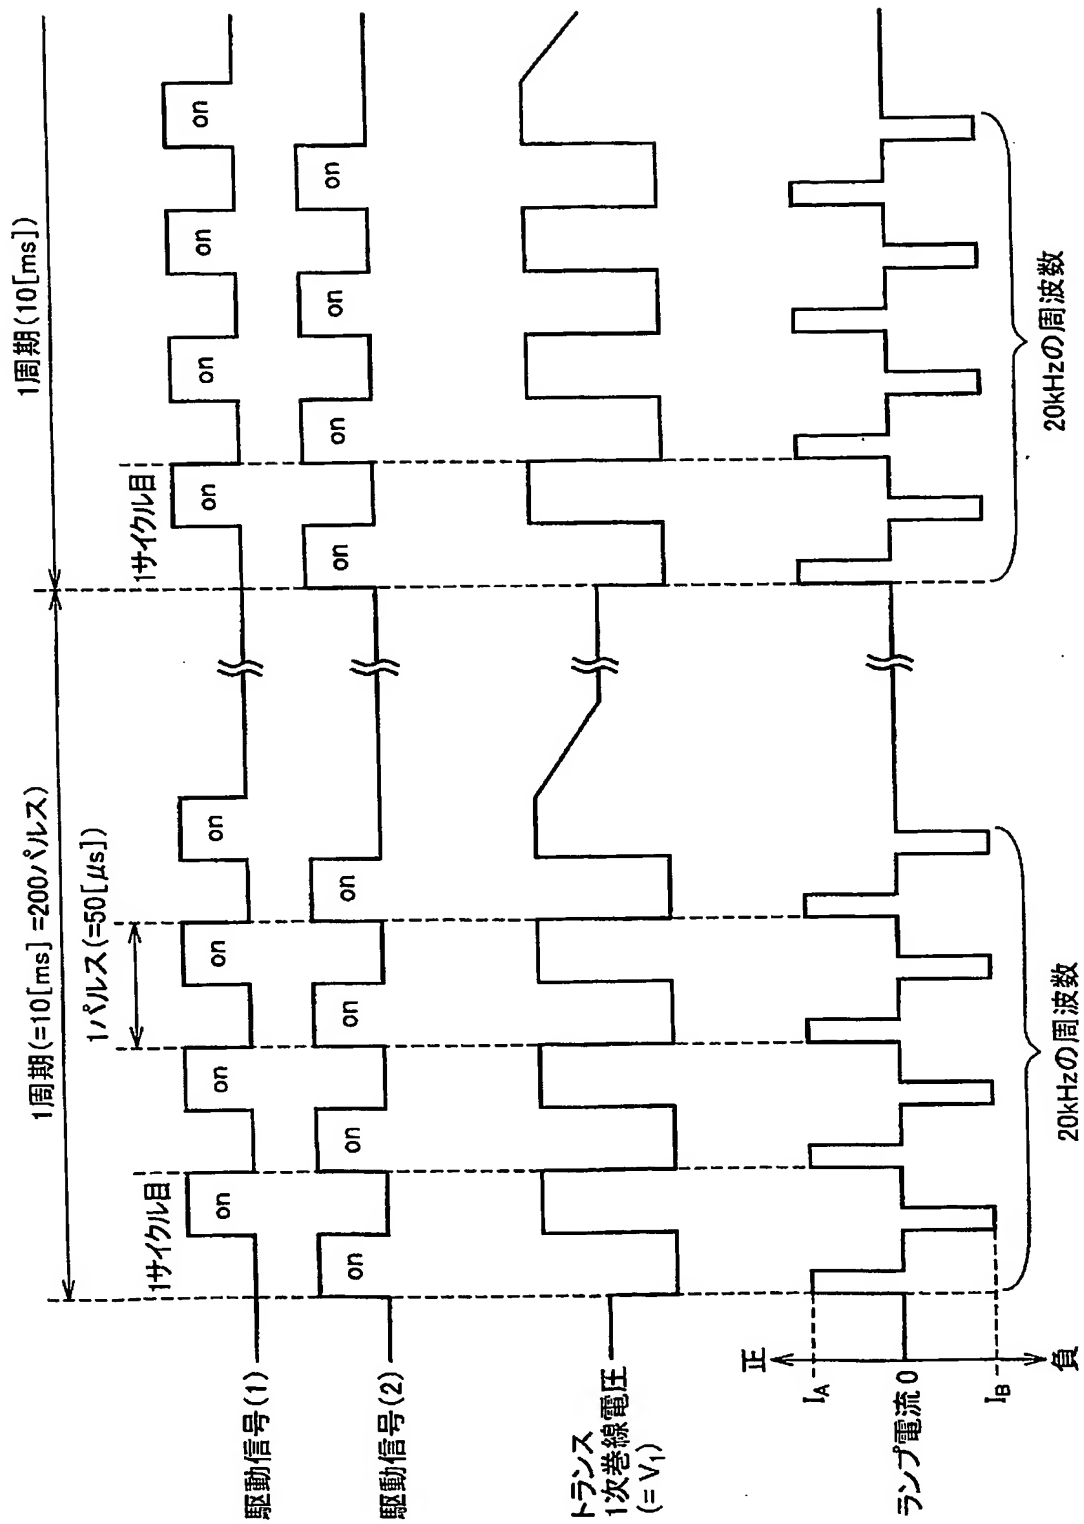 1周期(=10[ms] =200パルス)
1周期(10[ms])
1パルス(=50[μs])
1サイクル目
1サイクル目
駆動信号(1)
on
on
on
on
on
on
on
on
駆動信号(2)
on
on
on
on
on
on
on
on
トランス
1次巻線電圧
(= V₁)
正
I_A
ランプ電流 0
I_B
負
20kHzの周波数
20kHzの周波数